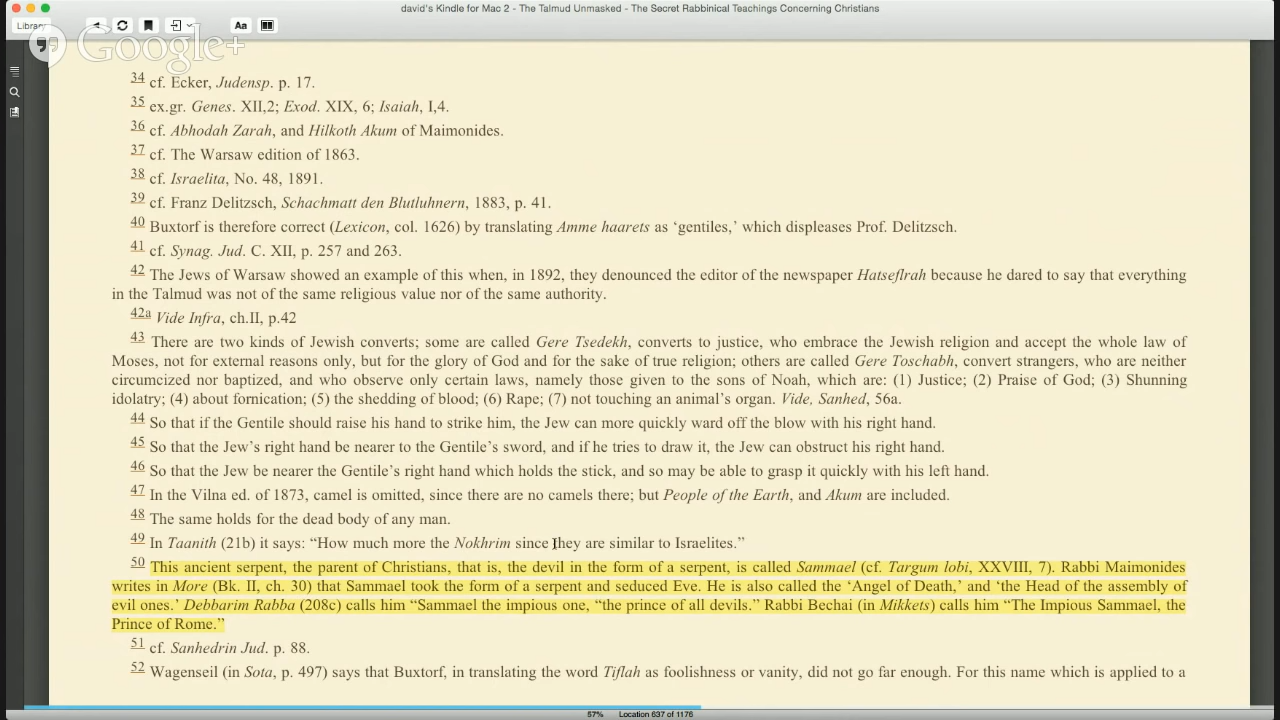 david's Kindle for Mac 2 - The Talmud Unmasked - The Secret Rabbinical Teachings Concerning Christians
Library
Aa
Google+
34 cf. Ecker, Judensp. p. 17.
35 ex.gr. Genes. XII,2; Exod. XIX, 6; Isaiah, I,4.
36 cf. Abhodah Zarah, and Hilkoth Akum of Maimonides.
37 cf. The Warsaw edition of 1863.
38 cf. Israelita, No. 48, 1891.
39 cf. Franz Delitzsch, Schachmatt den Blutluhnern, 1883, p. 41.
40 Buxtorf is therefore correct (Lexicon, col. 1626) by translating Amme haarets as ‘gentiles,’ which displeases Prof. Delitzsch.
41 cf. Synag. Jud. C. XII, p. 257 and 263.
42 The Jews of Warsaw showed an example of this when, in 1892, they denounced the editor of the newspaper Hatseflrah because he dared to say that everything
in the Talmud was not of the same religious value nor of the same authority.
42a Vide Infra, ch.II, p.42
43 There are two kinds of Jewish converts; some are called Gere Tsedekh, converts to justice, who embrace the Jewish religion and accept the whole law of
Moses, not for external reasons only, but for the glory of God and for the sake of true religion; others are called Gere Toschabh, convert strangers, who are neither
circumcized nor baptized, and who observe only certain laws, namely those given to the sons of Noah, which are: (1) Justice; (2) Praise of God; (3) Shunning
idolatry; (4) about fornication; (5) the shedding of blood; (6) Rape; (7) not touching an animal’s organ. Vide, Sanhed, 56a.
44 So that if the Gentile should raise his hand to strike him, the Jew can more quickly ward off the blow with his right hand.
45 So that the Jew’s right hand be nearer to the Gentile’s sword, and if he tries to draw it, the Jew can obstruct his right hand.
46 So that the Jew be nearer the Gentile’s right hand which holds the stick, and so may be able to grasp it quickly with his left hand.
47 In the Vilna ed. of 1873, camel is omitted, since there are no camels there; but People of the Earth, and Akum are included.
48 The same holds for the dead body of any man.
49 In Taanith (21b) it says: “How much more the Nokhrim since they are similar to Israelites.”
50 This ancient serpent, the parent of Christians, that is, the devil in the form of a serpent, is called Sammael (cf. Targum lobi, XXVIII, 7). Rabbi Maimonides
writes in More (Bk. II, ch. 30) that Sammael took the form of a serpent and seduced Eve. He is also called the ‘Angel of Death,’ and ‘the Head of the assembly of
evil ones.’ Debbarim Rabba (208c) calls him “Sammael the impious one, “the prince of all devils.” Rabbi Bechai (in Mikkets) calls him “The Impious Sammael, the
Prince of Rome.”
51 cf. Sanhedrin Jud. p. 88.
52 Wagenseil (in Sota, p. 497) says that Buxtorf, in translating the word Tiflah as foolishness or vanity, did not go far enough. For this name which is applied to a
57% Location 637 of 1176